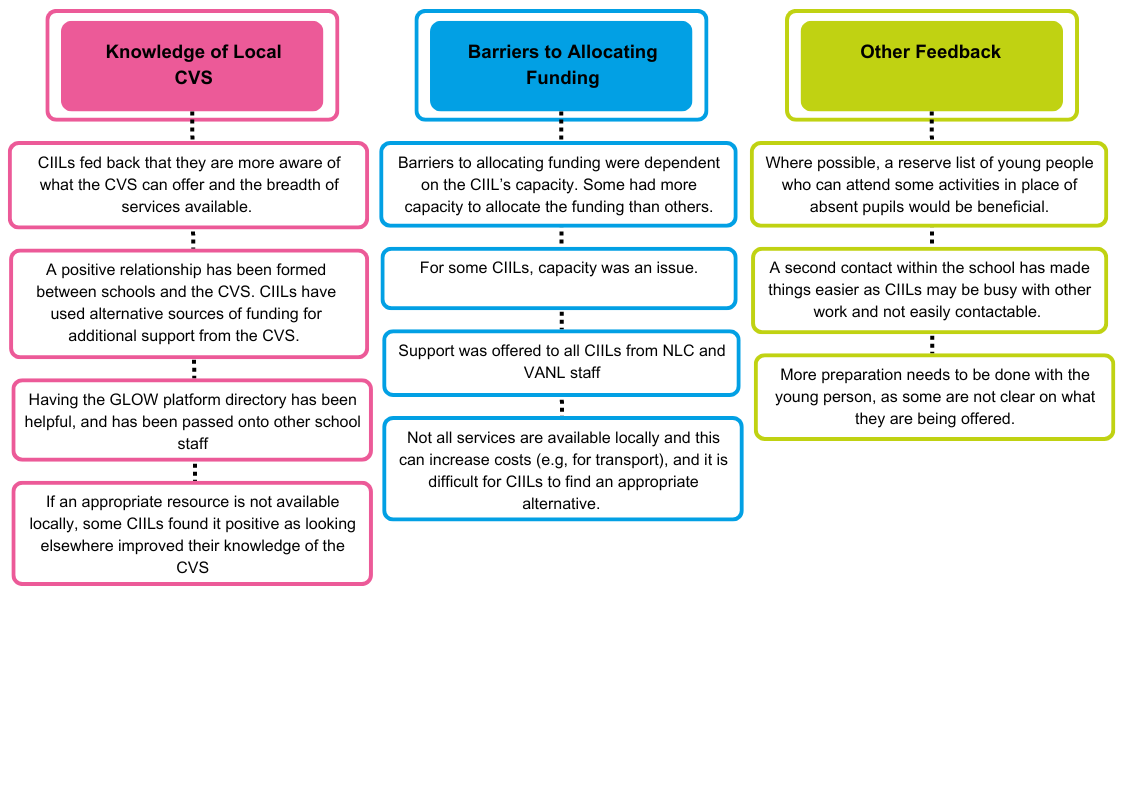 Knowledge of Local
CVS
CIILs fed back that they are more aware of
what the CVS can offer and the breadth of
services available.
A positive relationship has been formed
between schools and the CVS. CIILs have
used alternative sources of funding for
additional support from the CVS.
Having the GLOW platform directory has been
helpful, and has been passed onto other school
staff
If an appropriate resource is not available
locally, some CIILs found it positive as looking
elsewhere improved their knowledge of the
CVS
Barriers to Allocating
Funding
Barriers to allocating funding were dependent
on the CIIL’s capacity. Some had more
capacity to allocate the funding than others.
For some CIILs, capacity was an issue.
Support was offered to all CIILs from NLC and
VANL staff
Not all services are available locally and this
can increase costs (e.g, for transport), and it is
difficult for CIILs to find an appropriate
alternative.
Other Feedback
Where possible, a reserve list of young people
who can attend some activities in place of
absent pupils would be beneficial.
A second contact within the school has made
things easier as CIILs may be busy with other
work and not easily contactable.
More preparation needs to be done with the
young person, as some are not clear on what
they are being offered.